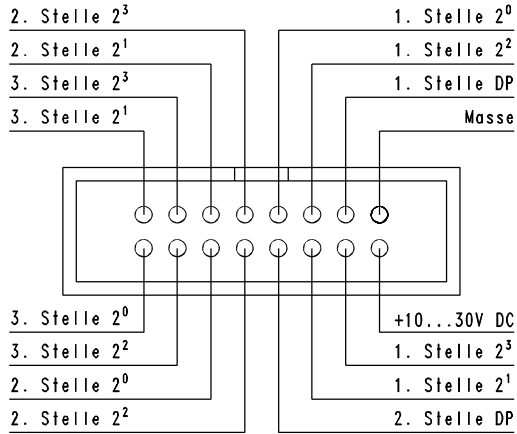 2. Stelle 2³
2. Stelle 2¹
3. Stelle 2³
3. Stelle 2¹
1. Stelle 2⁰
1. Stelle 2²
1. Stelle DP
Masse
3. Stelle 2⁰
3. Stelle 2²
2. Stelle 2⁰
2. Stelle 2²
+10...30V DC
1. Stelle 2³
1. Stelle 2¹
2. Stelle DP